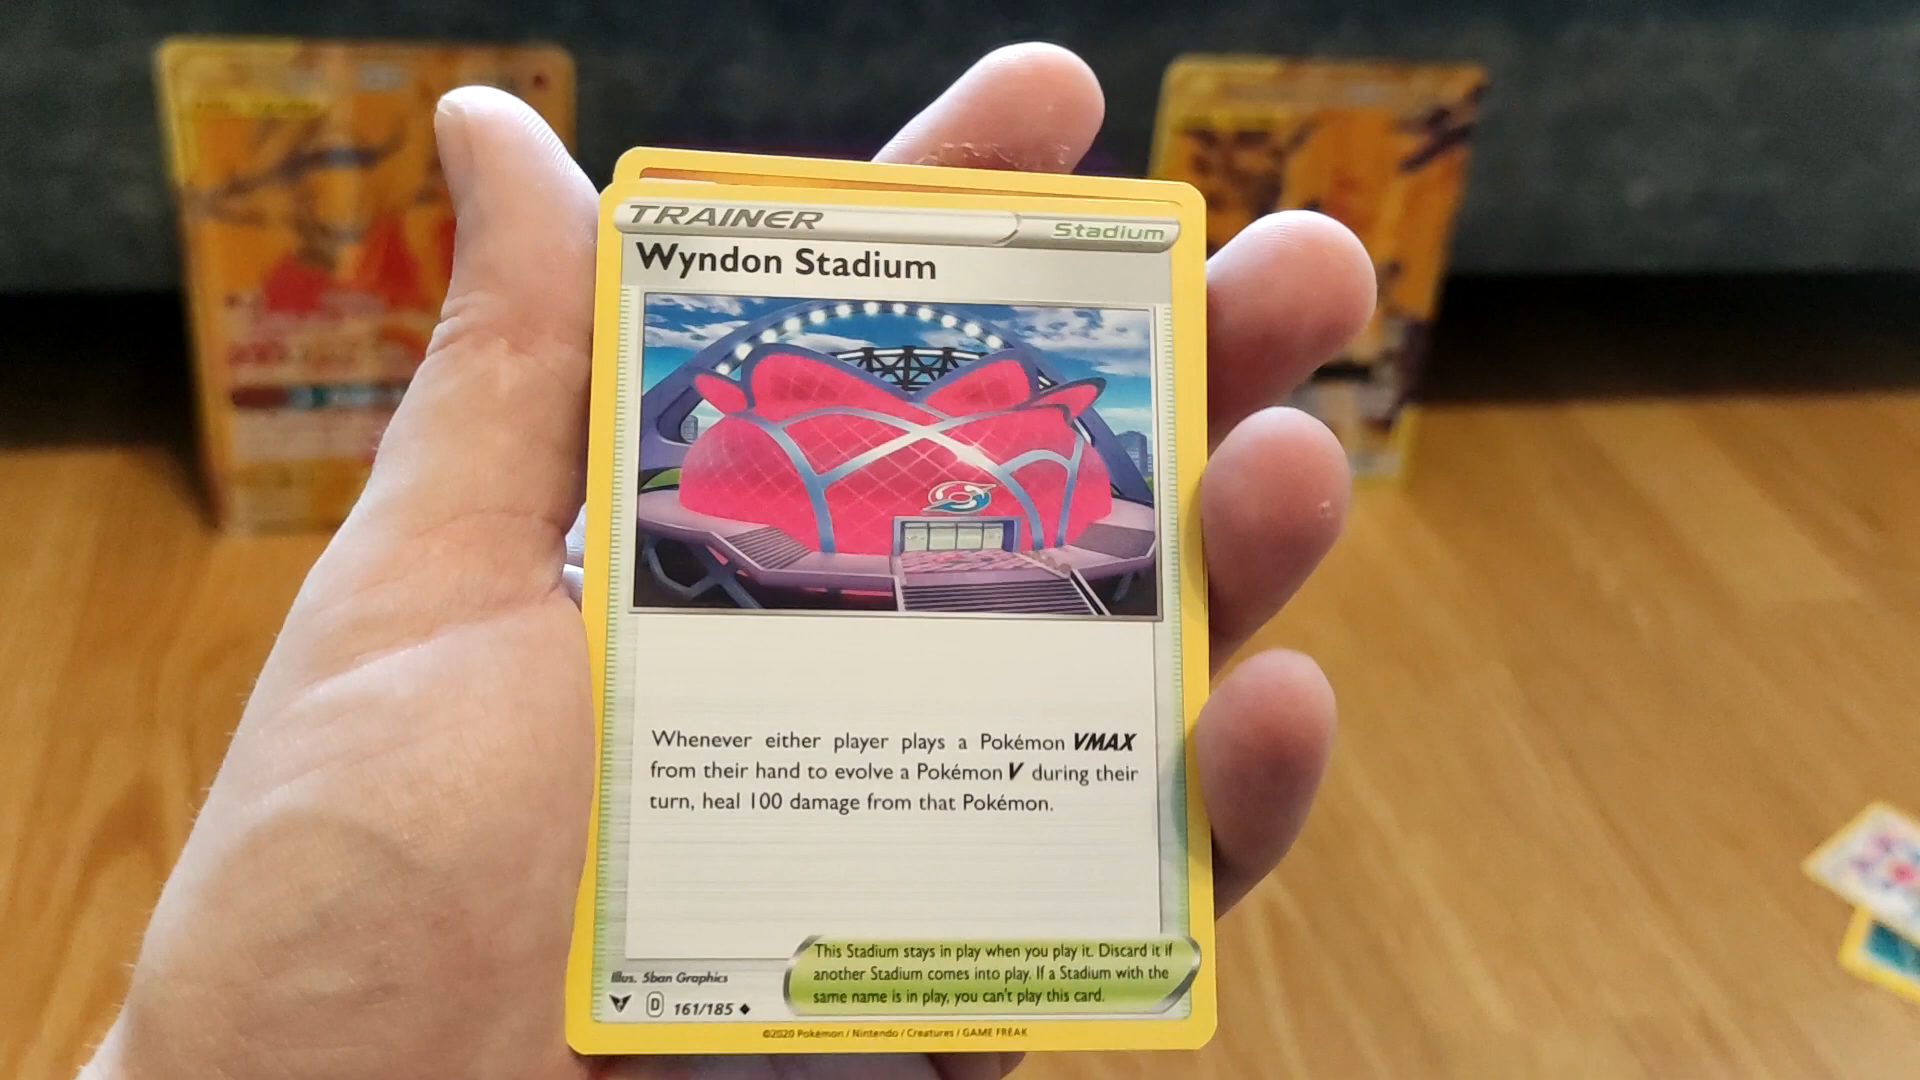 TRAINER
Stadium
Wyndon Stadium
Whenever either player plays a Pokémon VMAX
from their hand to evolve a Pokémon V during their
turn, heal 100 damage from that Pokémon.
This Stadium stays in play when you play it. Discard it if
another Stadium comes into play. If a Stadium with the
same name is in play, you can't play this card.
Illus. 5ban Graphics
D 161/185
©2020 Pokémon / Nintendo / Creatures / GAME FREAK